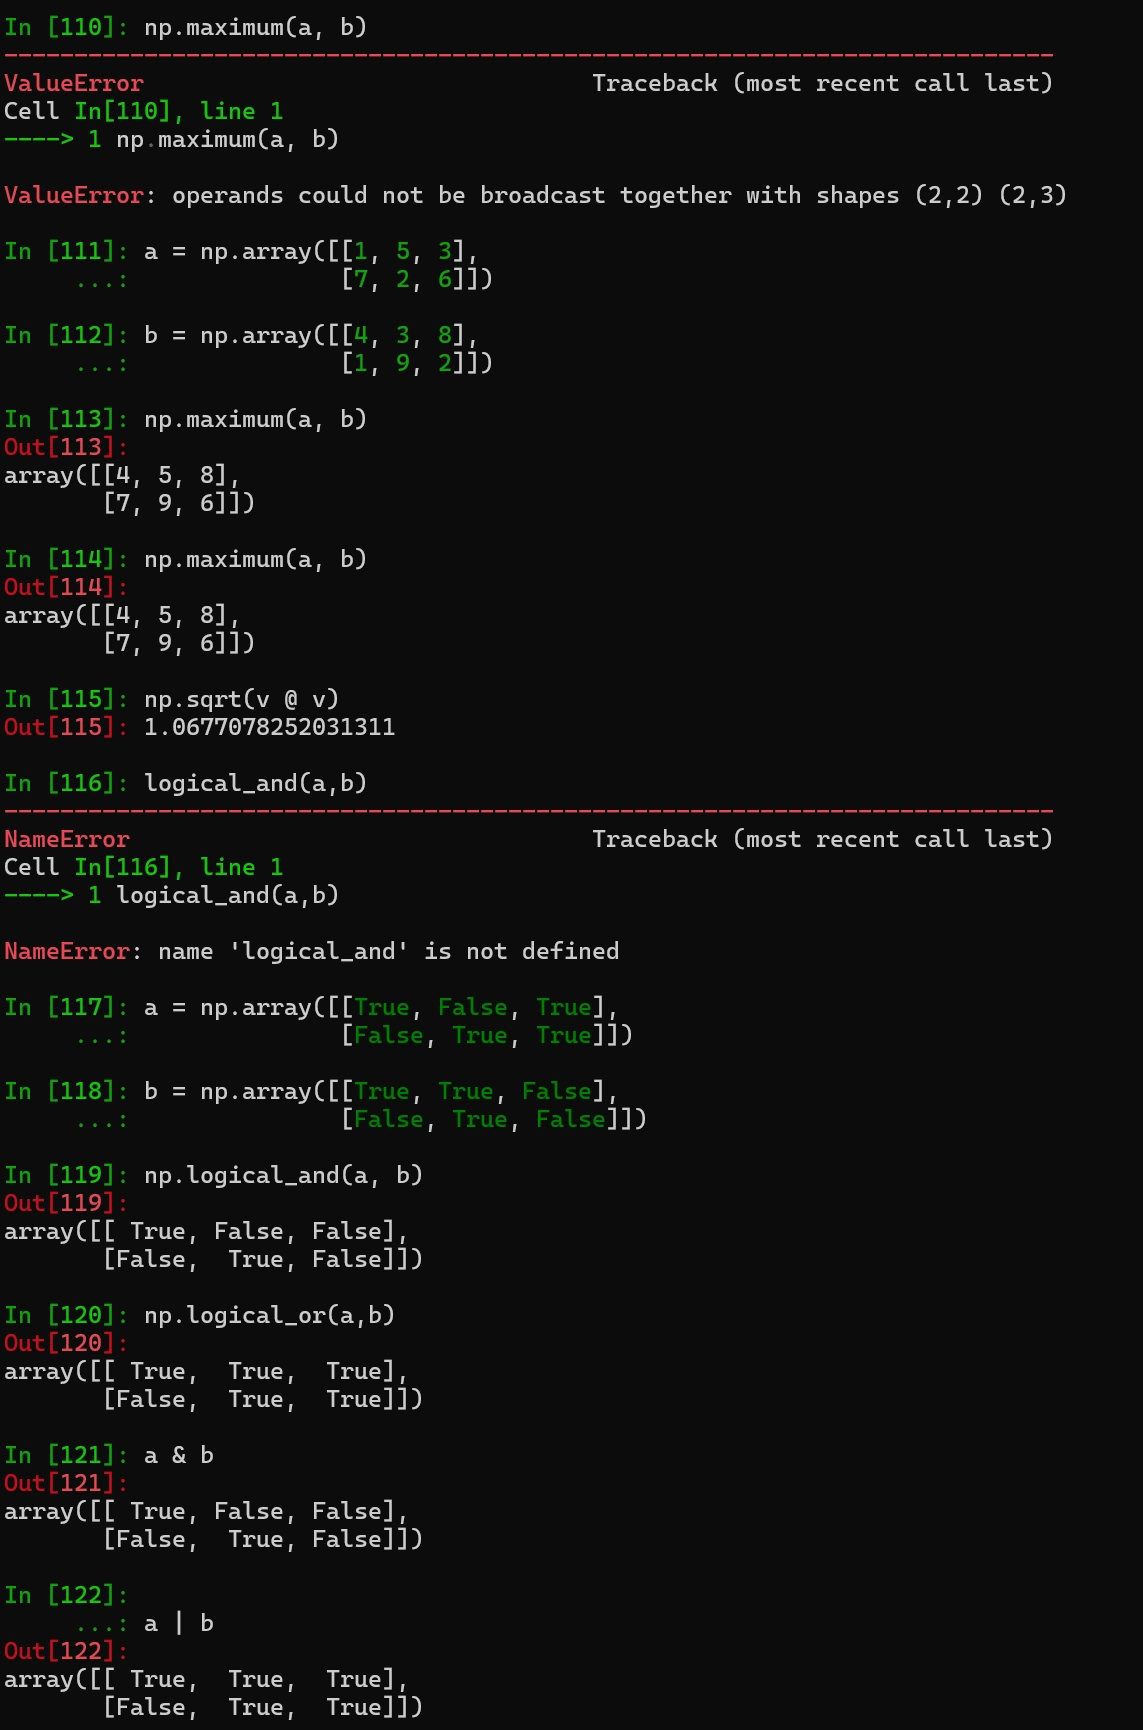 In [110]: np.maximum(a, b)
---------------------------------------------------------------------------
ValueError                                Traceback (most recent call last)
Cell In[110], line 1
----> 1 np.maximum(a, b)

ValueError: operands could not be broadcast together with shapes (2,2) (2,3)

In [111]: a = np.array([[1, 5, 3],
     ...:               [7, 2, 6]])

In [112]: b = np.array([[4, 3, 8],
     ...:               [1, 9, 2]])

In [113]: np.maximum(a, b)
Out[113]:
array([[4, 5, 8],
       [7, 9, 6]])

In [114]: np.maximum(a, b)
Out[114]:
array([[4, 5, 8],
       [7, 9, 6]])

In [115]: np.sqrt(v @ v)
Out[115]: 1.0677078252031311

In [116]: logical_and(a,b)
---------------------------------------------------------------------------
NameError                                 Traceback (most recent call last)
Cell In[116], line 1
----> 1 logical_and(a,b)

NameError: name 'logical_and' is not defined

In [117]: a = np.array([[True, False, True],
     ...:               [False, True, True]])

In [118]: b = np.array([[True, True, False],
     ...:               [False, True, False]])

In [119]: np.logical_and(a, b)
Out[119]:
array([[ True, False, False],
       [False,  True, False]])

In [120]: np.logical_or(a,b)
Out[120]:
array([[ True,  True,  True],
       [False,  True,  True]])

In [121]: a & b
Out[121]:
array([[ True, False, False],
       [False,  True, False]])

In [122]:
     ...: a | b
Out[122]:
array([[ True,  True,  True],
       [False,  True,  True]])